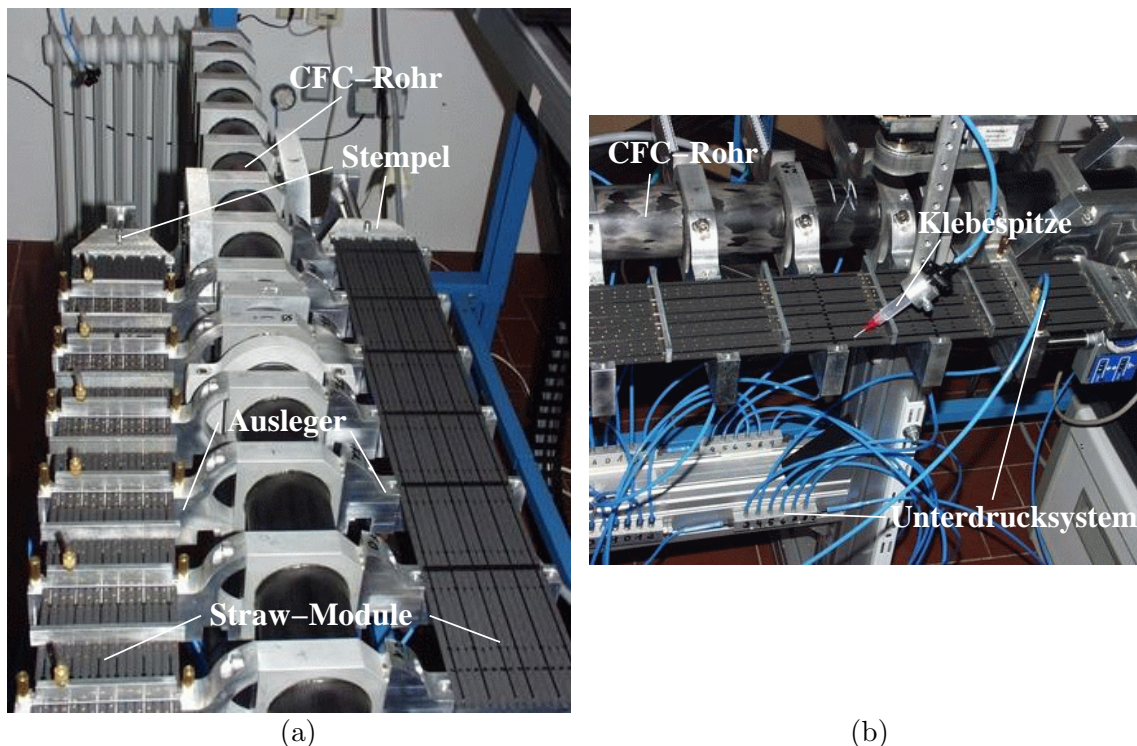 CFC–Rohr
Stempel
Ausleger
Straw–Module
(a)
CFC–Rohr
Klebespitze
Unterdrucksystem
(b)